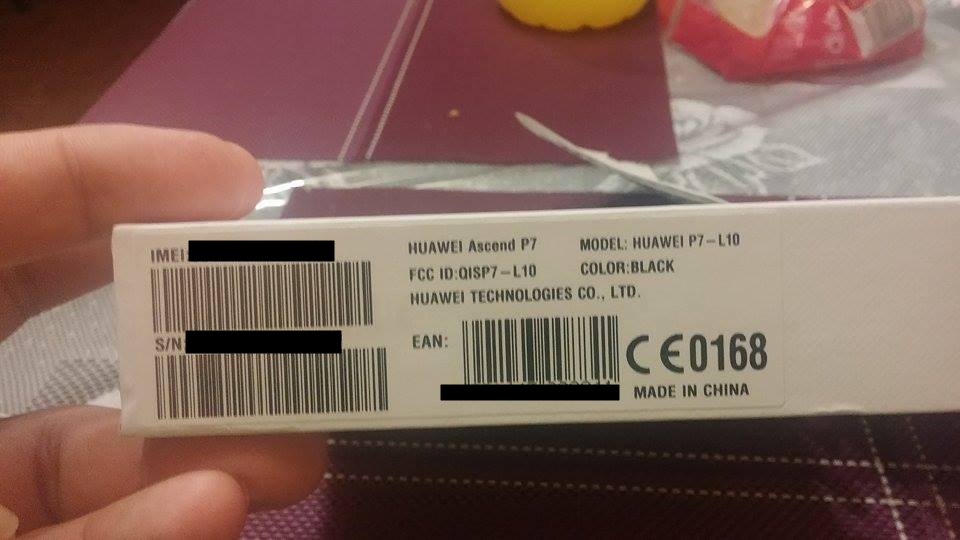 IMEI:
S/N
HUAWEI Ascend P7
FCC ID:QISP7-L10
HUAWEI TECHNOLOGIES CO., LTD.
MODEL: HUAWEI P7-L10
COLOR:BLACK
EAN:
CE0168
MADE IN CHINA